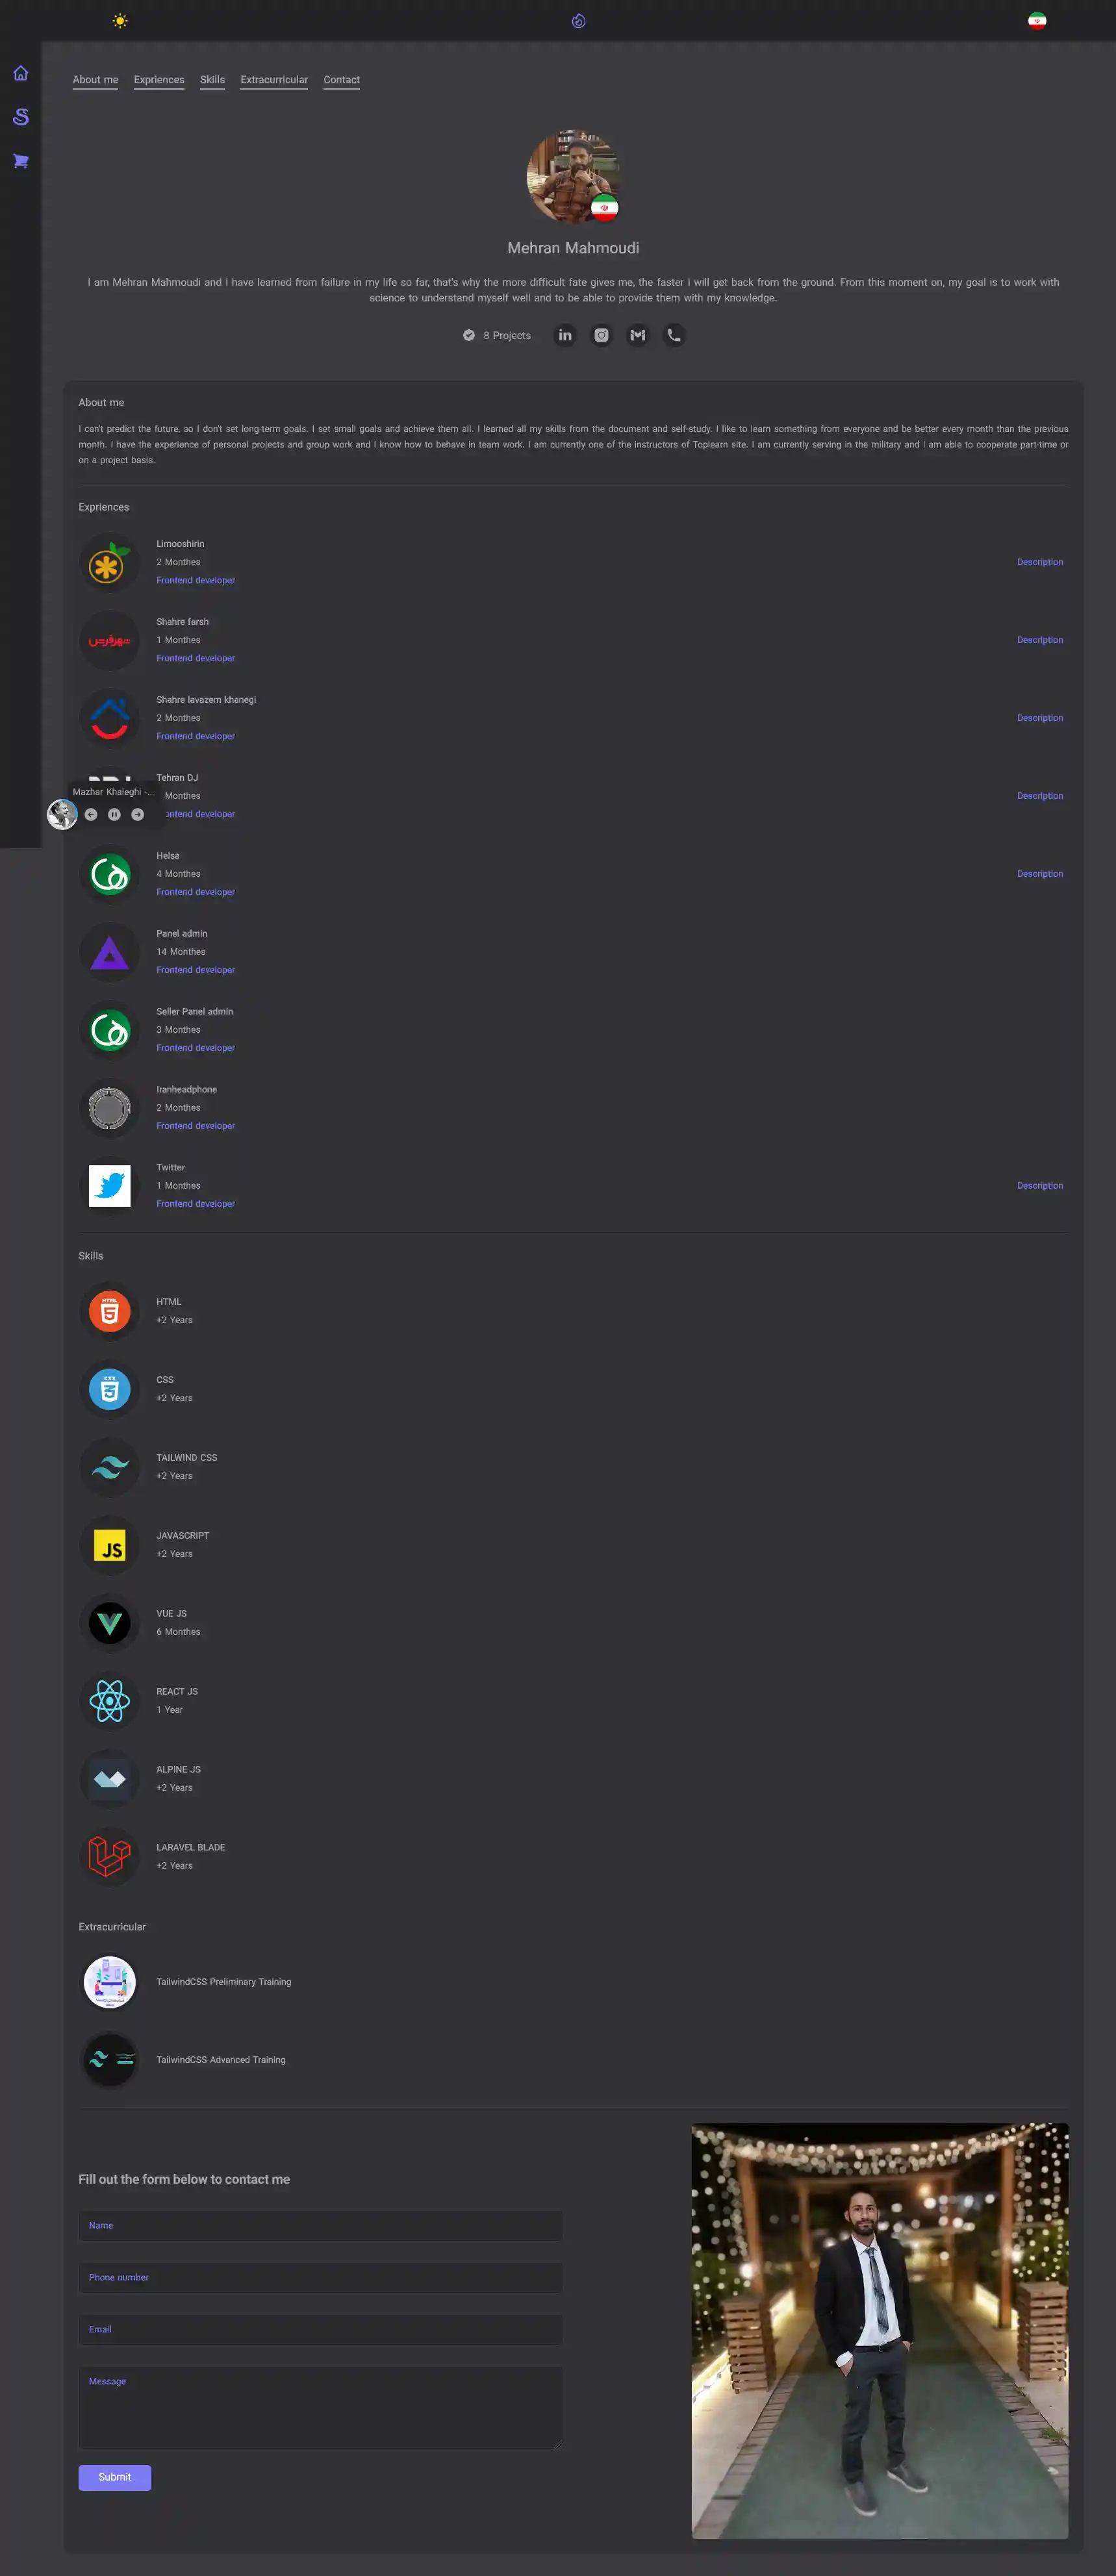 About me Expriences Skills Extracurricular Contact
Mehran Mahmoudi
I am Mehran Mahmoudi and I have learned from failure in my life so far, that's why the more difficult fate gives me, the faster I will get back from the ground. From this moment on, my goal is to work with
science to understand myself well and to be able to provide them with my knowledge.
8 Projects
About me
I can't predict the future, so I don't set long-term goals. I set small goals and achieve them all. I learned all my skills from the document and self-study. I like to learn something from everyone and be better every month than the previous
month. I have the experience of personal projects and group work and I know how to behave in team work. I am currently one of the instructors of Toplearn site. I am currently serving in the military and I am able to cooperate part-time or
on a project basis.
Expriences
Limooshirin
2 Monthes
Frontend developer
Description
شهرفرش
Shahre farsh
1 Monthes
Frontend developer
Description
Shahre lavazem khanegi
2 Monthes
Frontend developer
Description
Tehran DJ
Monthes
ontend developer
Description
Mazhar Khaleghi -...
Helsa
4 Monthes
Frontend developer
Description
Panel admin
14 Monthes
Frontend developer
Seller Panel admin
3 Monthes
Frontend developer
Iranheadphone
2 Monthes
Frontend developer
Twitter
1 Monthes
Frontend developer
Description
Skills
HTML
HTML
+2 Years
CSS
CSS
+2 Years
TAILWIND CSS
+2 Years
JS
JAVASCRIPT
+2 Years
VUE JS
6 Monthes
REACT JS
1 Year
ALPINE JS
+2 Years
LARAVEL BLADE
+2 Years
Extracurricular
TailwindCSS Preliminary Training
TailwindCSS Advanced Training
Fill out the form below to contact me
Name
Phone number
Email
Message
Submit